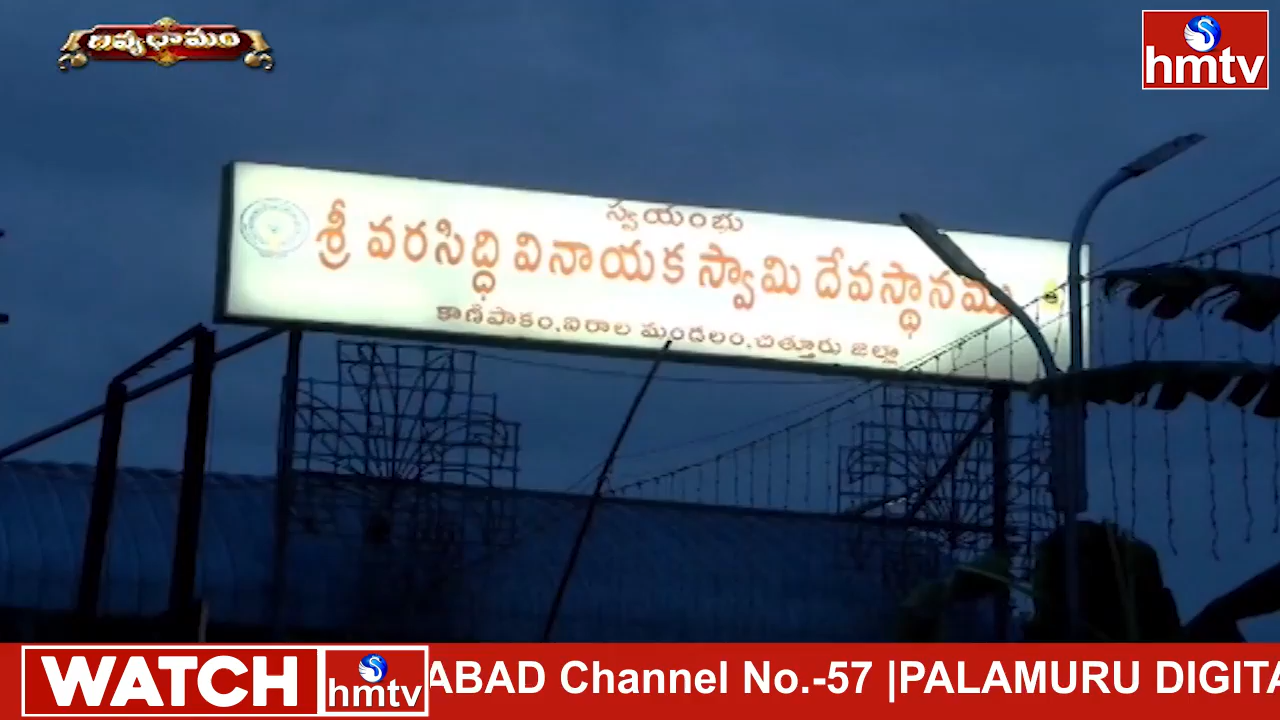 దివ్యధామం
hmtv
స్వయంభు
శ్రీ వరసిద్ధి వినాయక స్వామి దేవస్థానము
కాణిపాకం, ఐరాల మండలం, చిత్తూరు జిల్లా
WATCH hmtv ABAD Channel No.-57 | PALAMURU DIGITA